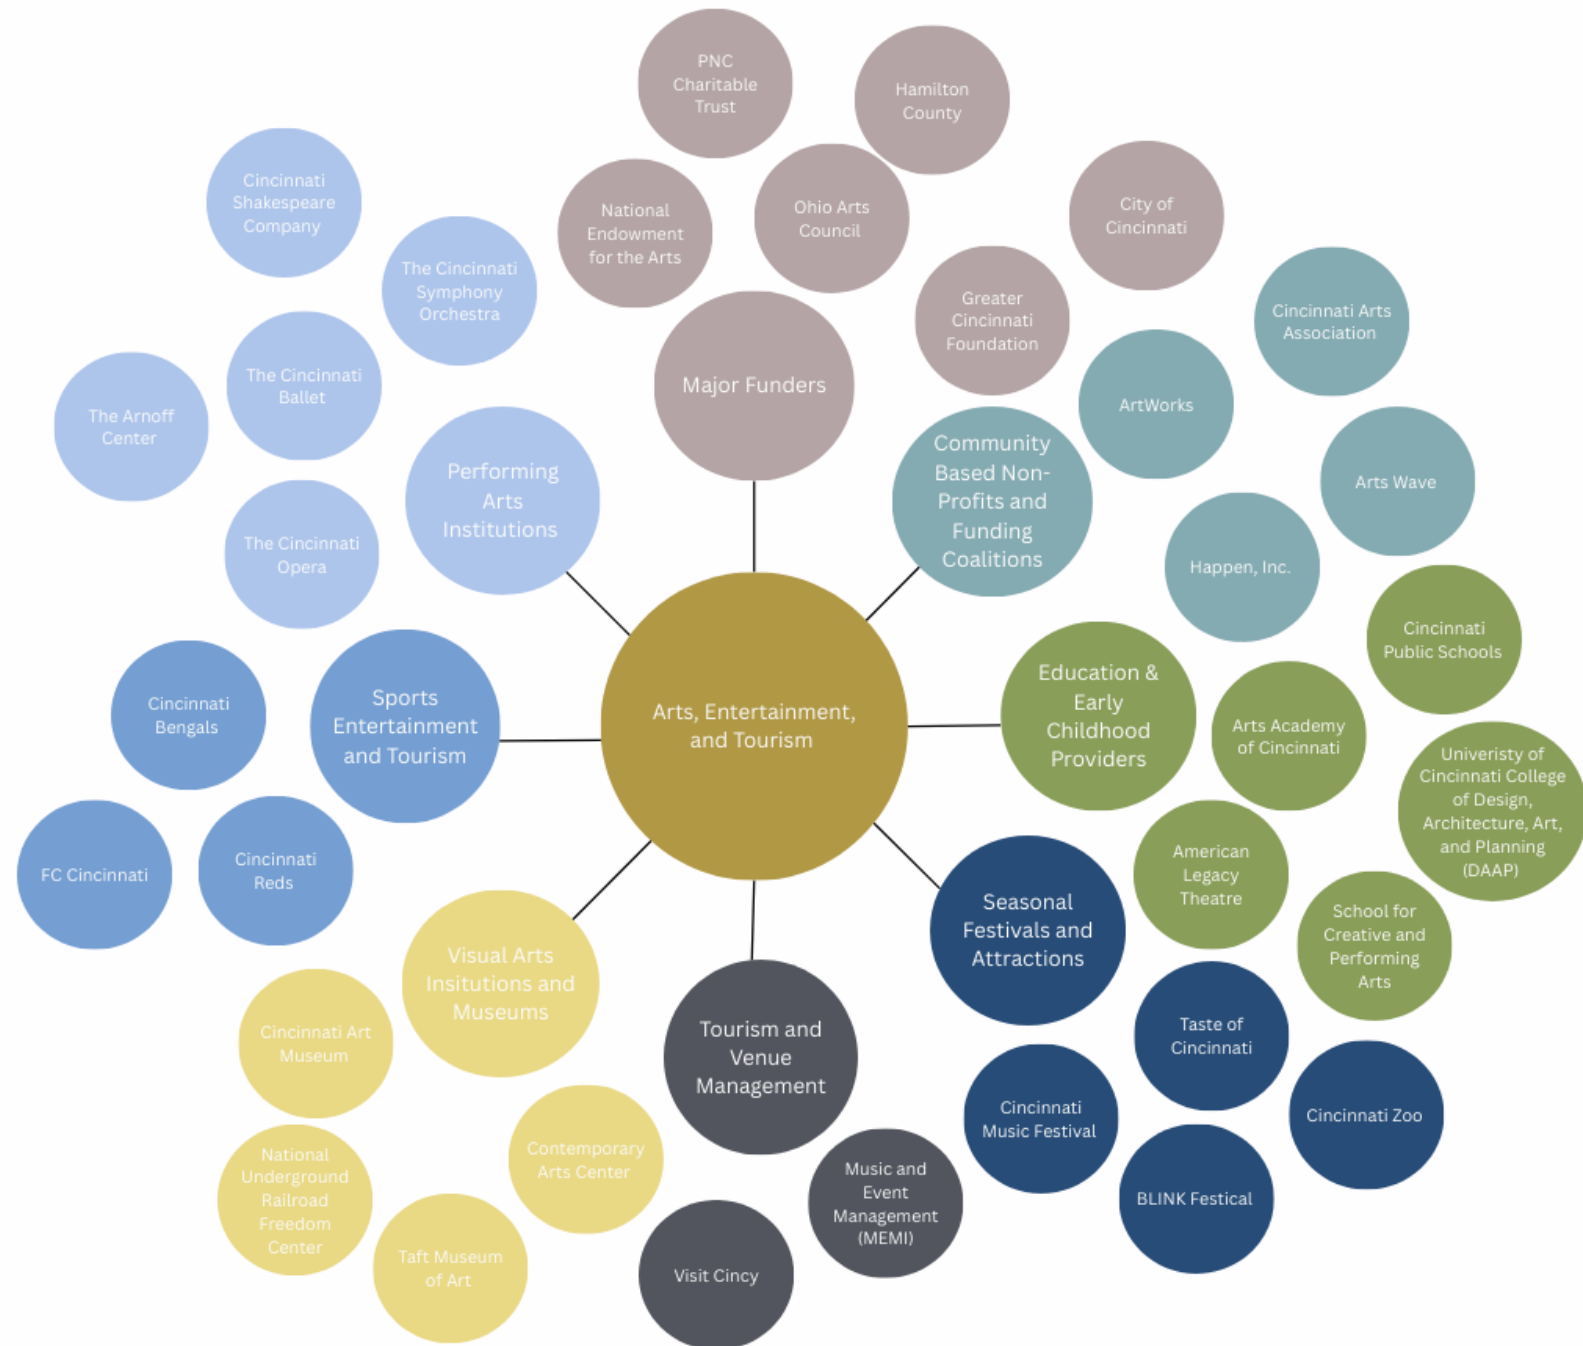 PNC
Charitable
Trust
Hamilton
County
National
Endowment
for the Arts
Ohio Arts
Council
City of
Cincinnati
Greater
Cincinnati
Foundation
Major Funders
Cincinnati
Shakespeare
Company
The Cincinnati
Symphony
Orchestra
The Cincinnati
Ballet
The Arnoff
Center
The Cincinnati
Opera
Performing
Arts
Institutions
Cincinnati Arts
Association
ArtWorks
Arts Wave
Happen, Inc.
Community
Based Non-
Profits and
Funding
Coalitions
Arts, Entertainment,
and Tourism
Sports
Entertainment
and Tourism
Cincinnati
Bengals
FC Cincinnati
Cincinnati
Reds
Education &
Early
Childhood
Providers
Cincinnati
Public Schools
Arts Academy
of Cincinnati
Univeristy of
Cincinnati College
of Design,
Architecture, Art,
and Planning
(DAAP)
American
Legacy
Theatre
School for
Creative and
Performing
Arts
Seasonal
Festivals and
Attractions
Taste of
Cincinnati
Cincinnati
Music Festival
Cincinnati Zoo
BLINK Festical
Visual Arts
Insitutions and
Museums
Cincinnati Art
Museum
National
Underground
Railroad
Freedom
Center
Contemporary
Arts Center
Taft Museum
of Art
Tourism and
Venue
Management
Music and
Event
Management
(MEMI)
Visit Cincy